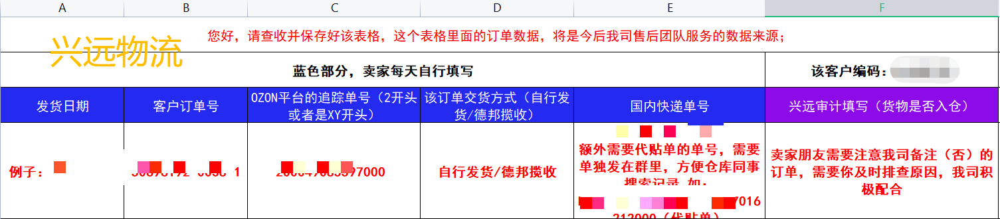 A B C D E F
您好，请查收并保存好该表格，这个表格里面的订单数据，将是今后我司售后团队服务的数据来源；
兴远物流
蓝色部分，卖家每天自行填写
该客户编码：
发货日期
客户订单号
OZON平台的追踪单号（2开头
或者是XY开头）
该订单交货方式（自行发
货/德邦揽收）
国内快递单号
兴远审计填写（货物是否入仓）
例子：
自行发货/德邦揽收
额外需要代贴单的单号，需要
单独发在群里，方便仓库同事
搜索记录 如：
7016
212000（代贴单）
卖家朋友需要注意我司备注（否）的
订单，需要你及时排查原因，我司积
极配合